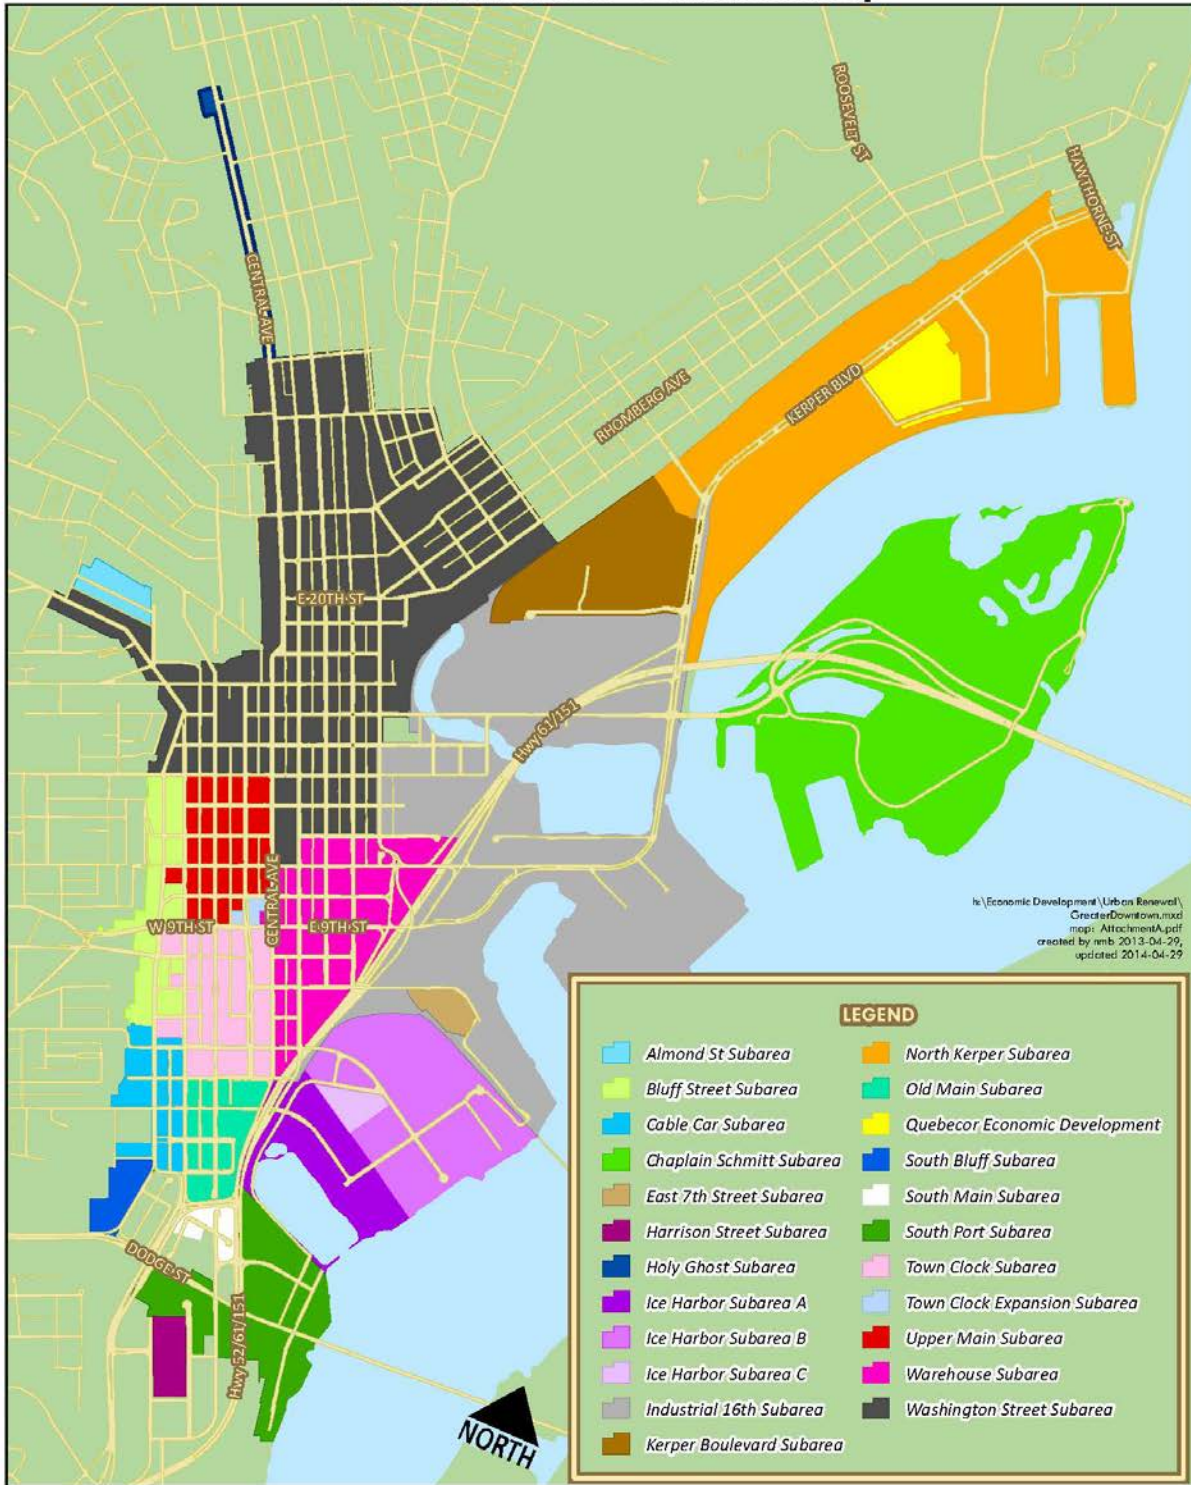 ROOSEVELT ST
HAWTHORNE ST
CENTRAL AVE
RHOMBERG AVE
KERPER BLVD
E 20TH ST
Hwy 61/151
CENTRAL AVE
W 9TH ST
E 9TH ST
h:\Economic Development\Urban Renewal\
GreaterDowntown.mxd
map: AttachmentA.pdf
created by nmb 2013-04-29,
updated 2014-04-29
DODGE ST
Hwy 52/61/151
NORTH
LEGEND
Almond St Subarea
Bluff Street Subarea
Cable Car Subarea
Chaplain Schmitt Subarea
East 7th Street Subarea
Harrison Street Subarea
Holy Ghost Subarea
Ice Harbor Subarea A
Ice Harbor Subarea B
Ice Harbor Subarea C
Industrial 16th Subarea
Kerper Boulevard Subarea
North Kerper Subarea
Old Main Subarea
Quebecor Economic Development
South Bluff Subarea
South Main Subarea
South Port Subarea
Town Clock Subarea
Town Clock Expansion Subarea
Upper Main Subarea
Warehouse Subarea
Washington Street Subarea